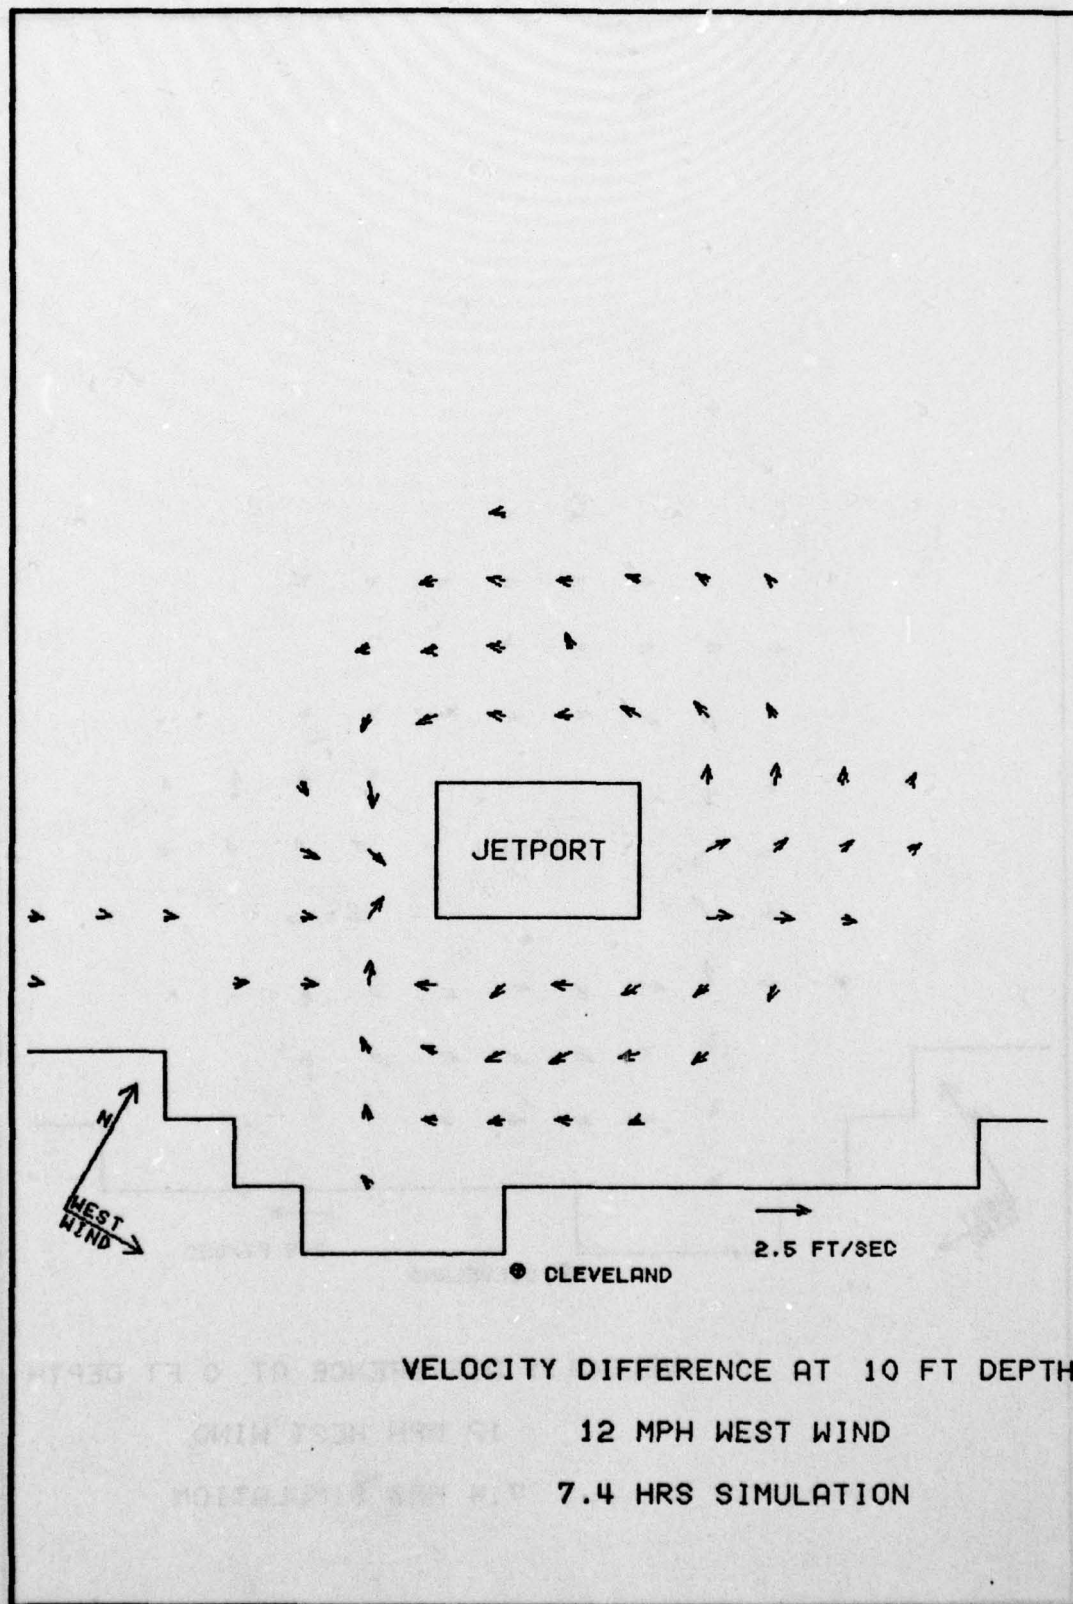 JETPORT
N
WEST
WIND
2.5 FT/SEC
CLEVELAND
VELOCITY DIFFERENCE AT 10 FT DEPTH
12 MPH WEST WIND
7.4 HRS SIMULATION